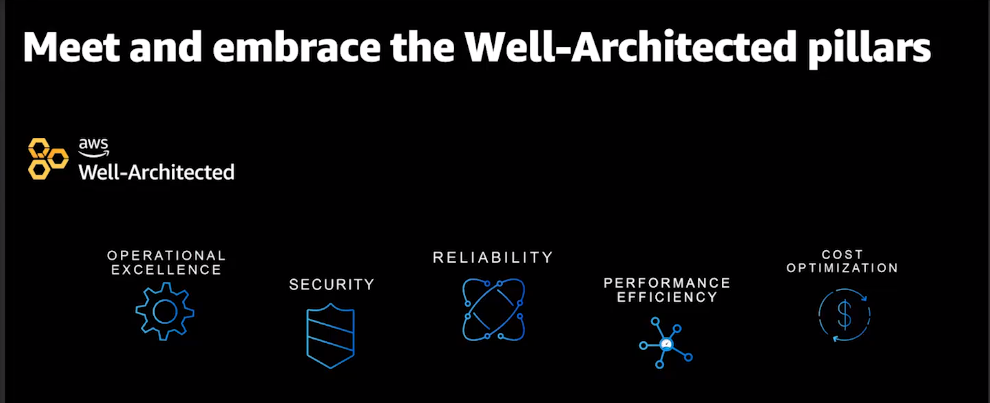 Meet and embrace the Well-Architected pillars
aws
Well-Architected
OPERATIONAL
EXCELLENCE
SECURITY
RELIABILITY
PERFORMANCE
EFFICIENCY
COST
OPTIMIZATION
$